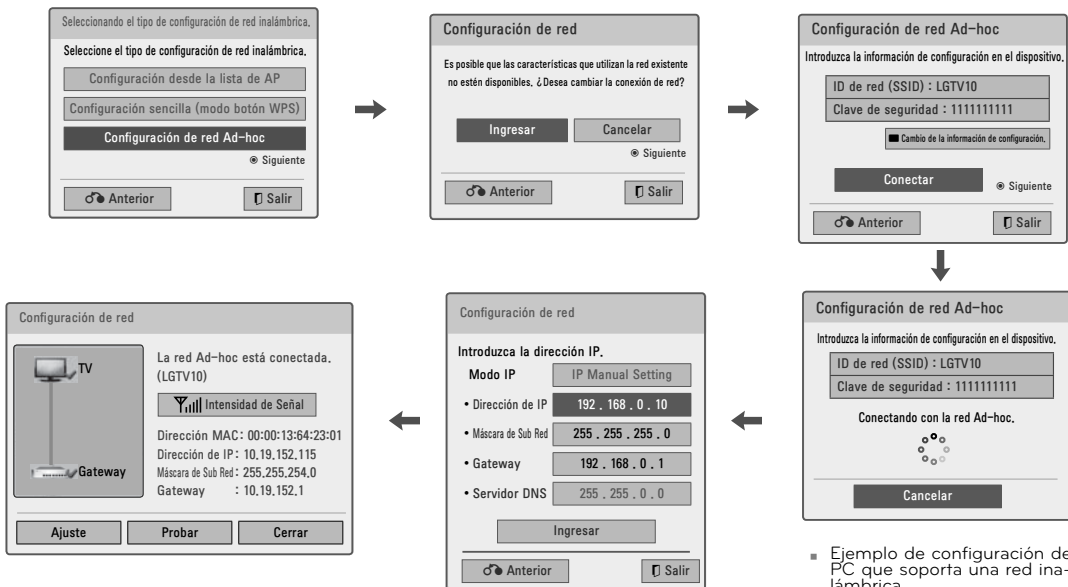 Seleccionando el tipo de configuración de red inalámbrica.
Seleccione el tipo de configuración de red inalámbrica.
Configuración desde la lista de AP
Configuración sencilla (modo botón WPS)
Configuración de red Ad-hoc
Siguiente
Anterior
Salir
Configuración de red
Es posible que las características que utilizan la red existente
no estén disponibles. ¿Desea cambiar la conexión de red?
Ingresar
Cancelar
Siguiente
Anterior
Salir
Configuración de red Ad-hoc
Introduzca la información de configuración en el dispositivo.
ID de red (SSID) : LGTV10
Clave de seguridad : 1111111111
Cambio de la información de configuración.
Conectar
Siguiente
Anterior
Salir
Configuración de red Ad-hoc
Introduzca la información de configuración en el dispositivo.
ID de red (SSID) : LGTV10
Clave de seguridad : 1111111111
Conectando con la red Ad-hoc.
Cancelar
Configuración de red
Introduzca la dirección IP.
Modo IP IP Manual Setting
• Dirección de IP 192 . 168 . 0 . 10
• Máscara de Sub Red 255 . 255 . 255 . 0
• Gateway 192 . 168 . 0 . 1
• Servidor DNS 255 . 255 . 0 . 0
Ingresar
Anterior
Salir
Configuración de red
TV
Gateway
La red Ad-hoc está conectada.
(LGTV10)
Intensidad de Señal
Dirección MAC : 00:00:13:64:23:01
Dirección de IP : 10.19.152.115
Máscara de Sub Red : 255.255.254.0
Gateway : 10.19.152.1
Ajuste
Probar
Cerrar
▪ Ejemplo de configuración de
PC que soporta una red ina-
lámbrica